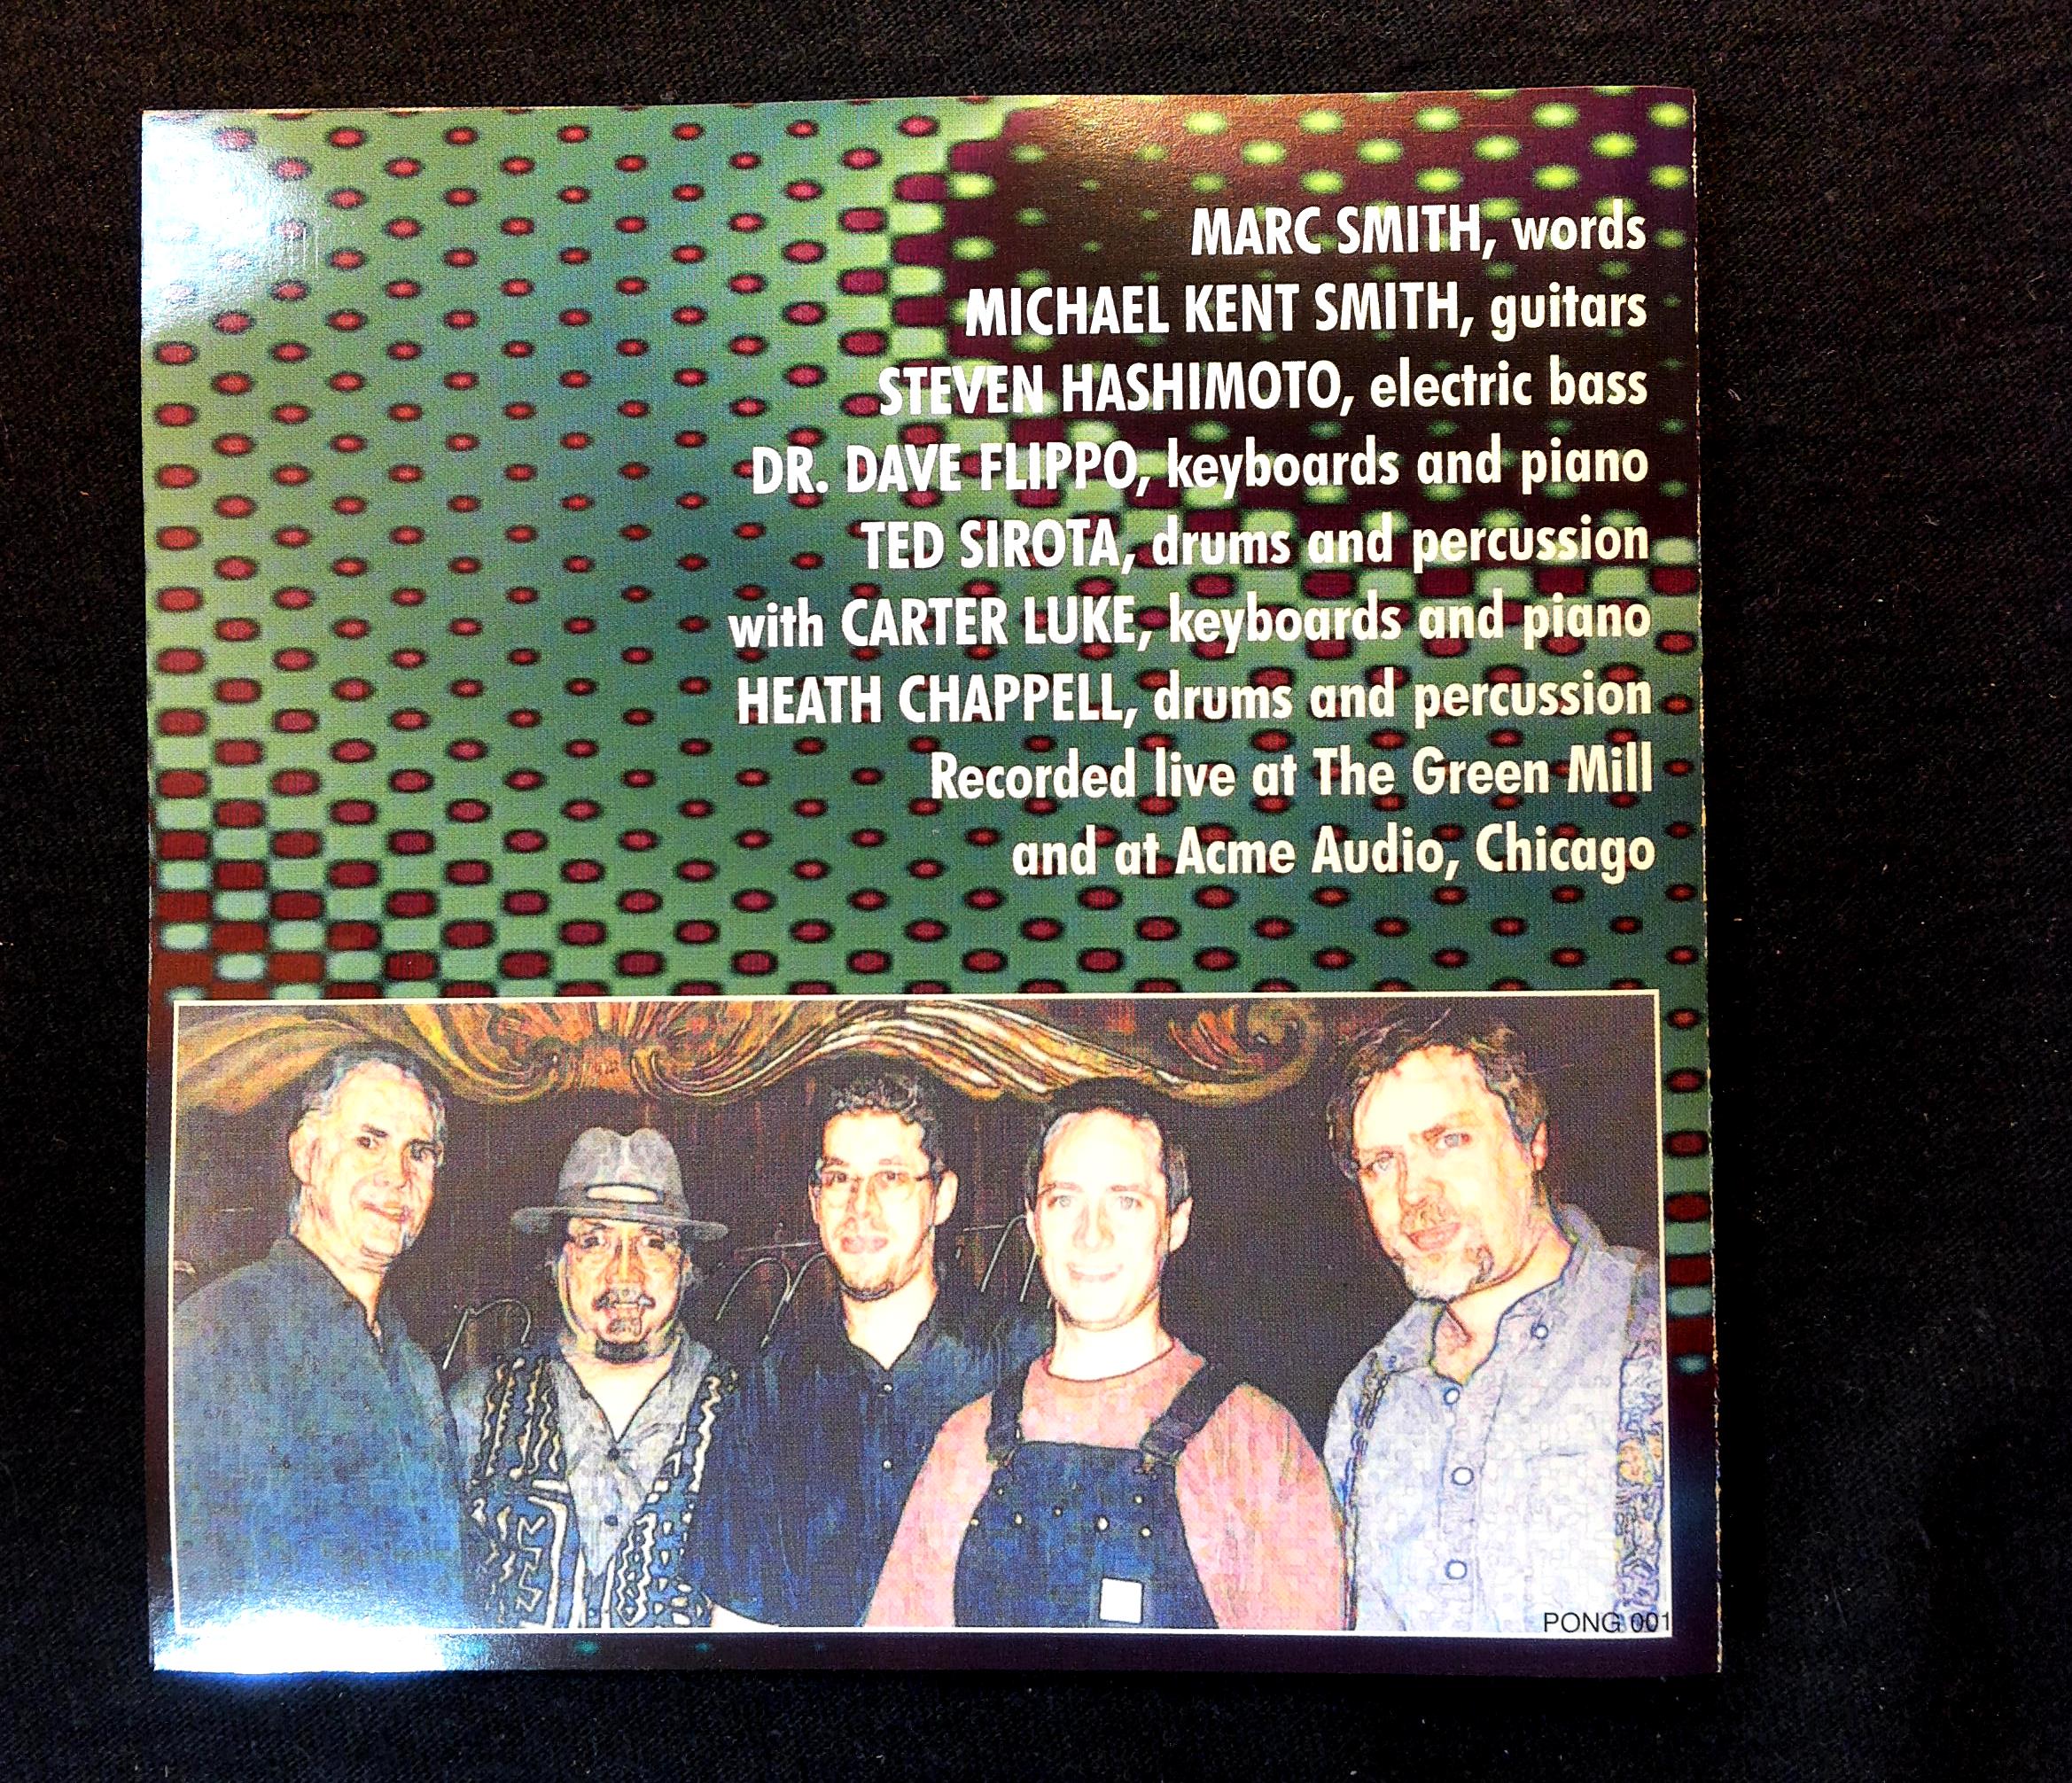 MARC SMITH, words
MICHAEL KENT SMITH, guitars
STEVEN HASHIMOTO, electric bass
DR. DAVE FLIPPO, keyboards and piano
TED SIROTA, drums and percussion
with CARTER LUKE, keyboards and piano
HEATH CHAPPELL, drums and percussion
Recorded live at The Green Mill
and at Acme Audio, Chicago
PONG 001